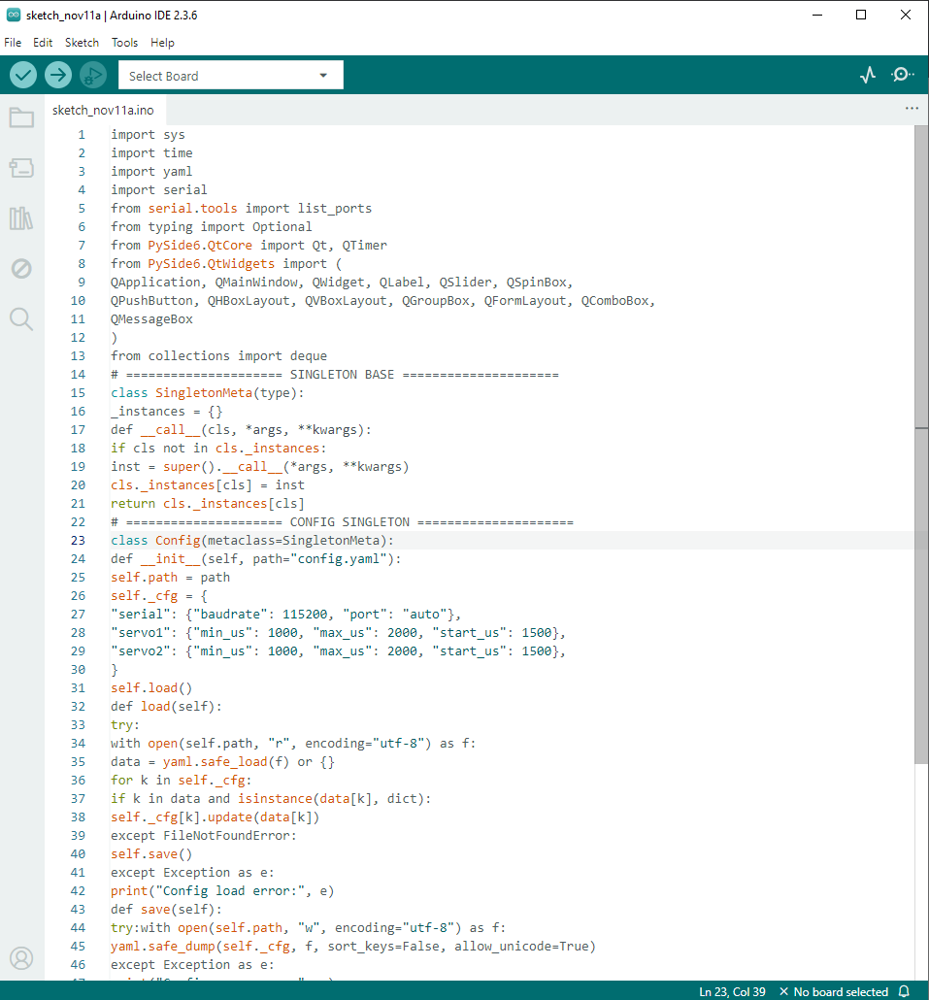 sketch_nov11a | Arduino IDE 2.3.6
File Edit Sketch Tools Help
Select Board
sketch_nov11a.ino
1 import sys
2 import time
3 import yaml
4 import serial
5 from serial.tools import list_ports
6 from typing import Optional
7 from PySide6.QtCore import Qt, QTimer
8 from PySide6.QtWidgets import (
9 QApplication, QMainWindow, QWidget, QLabel, QSlider, QSpinBox,
10 QPushButton, QHBoxLayout, QVBoxLayout, QGroupBox, QFormLayout, QComboBox,
11 QMessageBox
12 )
13 from collections import deque
14 # ===================== SINGLETON BASE =====================
15 class SingletonMeta(type):
16 _instances = {}
17 def __call__(cls, *args, **kwargs):
18 if cls not in cls._instances:
19 inst = super().__call__(*args, **kwargs)
20 cls._instances[cls] = inst
21 return cls._instances[cls]
22 # ===================== CONFIG SINGLETON =====================
23 class Config(metaclass=SingletonMeta):
24 def __init__(self, path="config.yaml"):
25 self.path = path
26 self._cfg = {
27 "serial": {"baudrate": 115200, "port": "auto"},
28 "servo1": {"min_us": 1000, "max_us": 2000, "start_us": 1500},
29 "servo2": {"min_us": 1000, "max_us": 2000, "start_us": 1500},
30 }
31 self.load()
32 def load(self):
33 try:
34 with open(self.path, "r", encoding="utf-8") as f:
35 data = yaml.safe_load(f) or {}
36 for k in self._cfg:
37 if k in data and isinstance(data[k], dict):
38 self._cfg[k].update(data[k])
39 except FileNotFoundError:
40 self.save()
41 except Exception as e:
42 print("Config load error:", e)
43 def save(self):
44 try:with open(self.path, "w", encoding="utf-8") as f:
45 yaml.safe_dump(self._cfg, f, sort_keys=False, allow_unicode=True)
46 except Exception as e:
Ln 23, Col 39 No board selected